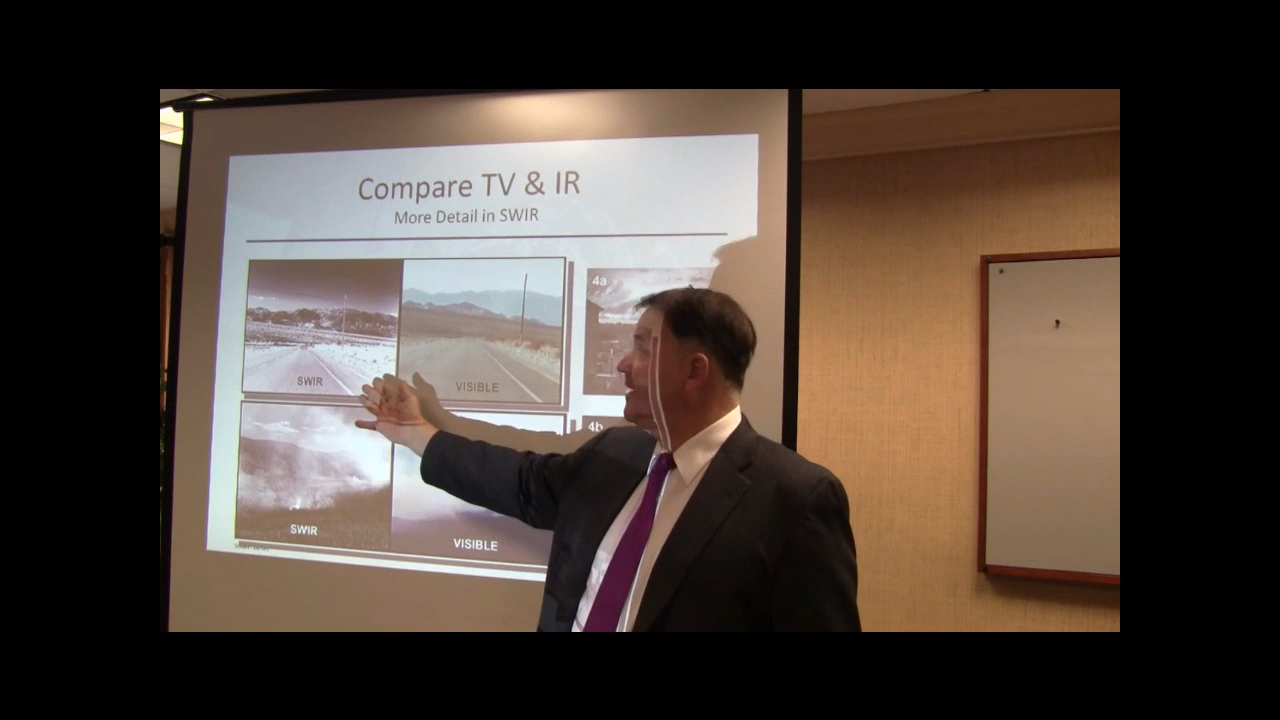 Compare TV & IR
More Detail in SWIR
4a
SWIR
VISIBLE
4b
SWIR
VISIBLE